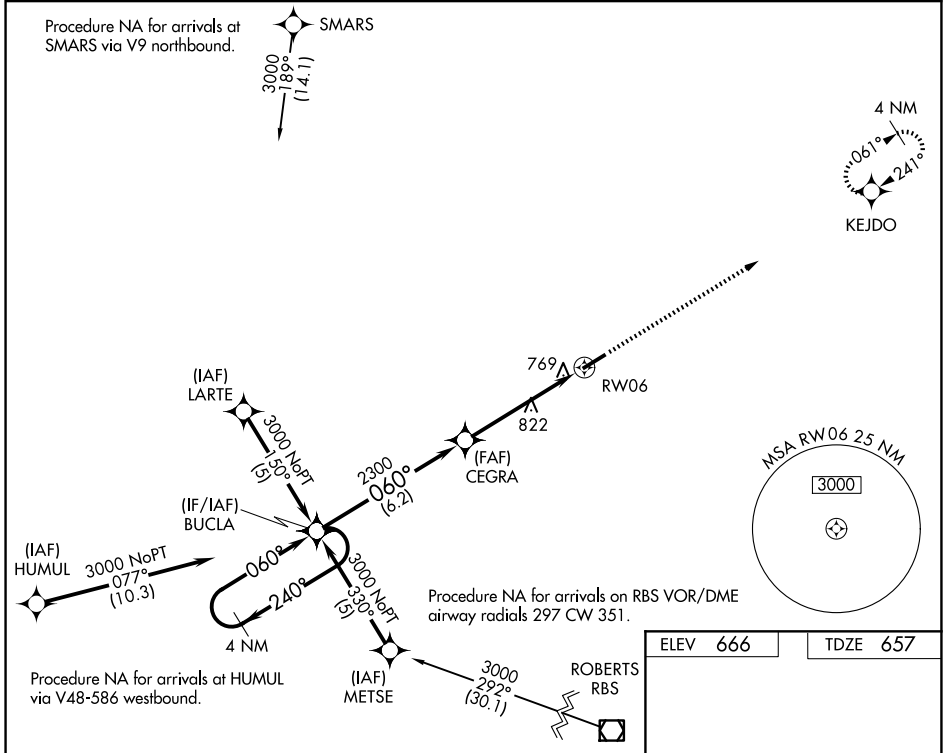 Procedure NA for arrivals at
SMARS via V9 northbound.
SMARS
3000
189°
(14.1)
4 NM
061°
241°
KEJDO
769
RW06
822
(IAF)
LARTE
3000 NoPT
150°
(5)
(FAF)
CEGRA
2300
060°
(6.2)
MSA RW06 25 NM
3000
(IF/IAF)
BUCLA
(IAF)
HUMUL
3000 NoPT
077°
(10.3)
060°
240°
4 NM
3000 NoPT
330°
(5)
Procedure NA for arrivals on RBS VOR/DME
airway radials 297 CW 351.
(IAF)
METSE
3000
292°
(30.1)
ROBERTS
RBS
Procedure NA for arrivals at HUMUL
via V48-586 westbound.
ELEV 666
TDZE 657